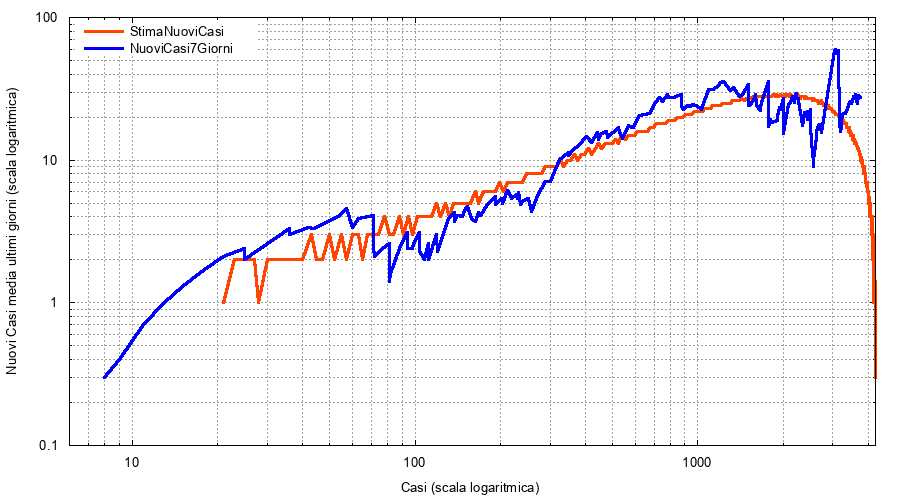 100
StimaNuoviCasi
NuoviCasi7Giorni
10
1
0.1
Nuovi Casi media ultimi giorni (scala logaritmica)
10 100 1000
Casi (scala logaritmica)